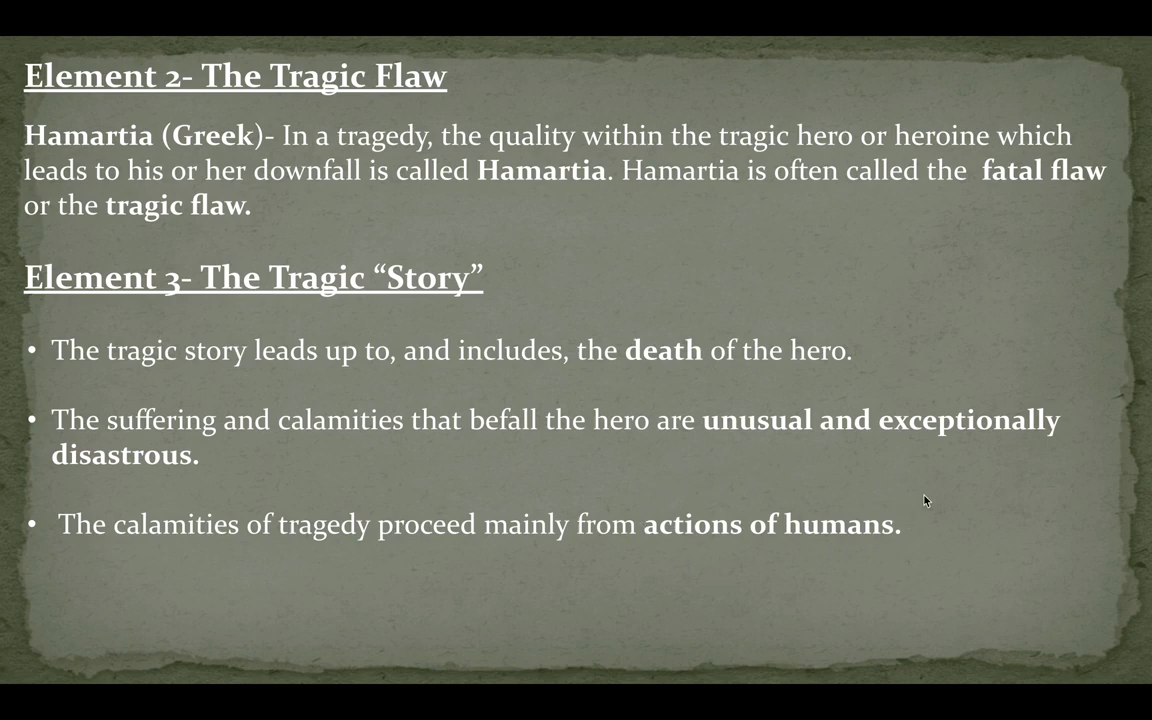 Element 2- The Tragic Flaw
Hamartia (Greek)- In a tragedy, the quality within the tragic hero or heroine which
leads to his or her downfall is called Hamartia. Hamartia is often called the fatal flaw
or the tragic flaw.
Element 3- The Tragic “Story”
• The tragic story leads up to, and includes, the death of the hero.
• The suffering and calamities that befall the hero are unusual and exceptionally
disastrous.
• The calamities of tragedy proceed mainly from actions of humans.